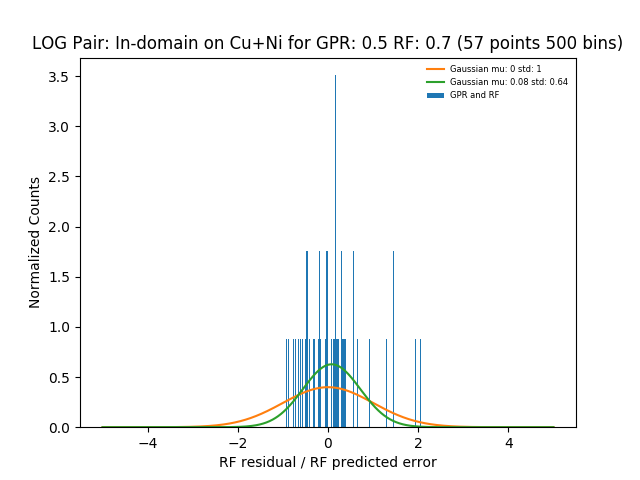 LOG Pair: In-domain on Cu+Ni for GPR: 0.5 RF: 0.7 (57 points 500 bins)
Gaussian mu: 0 std: 1
Gaussian mu: 0.08 std: 0.64
GPR and RF
Normalized Counts
3.5
3.0
2.5
2.0
1.5
1.0
0.5
0.0
−4
−2
0
2
4
RF residual / RF predicted error